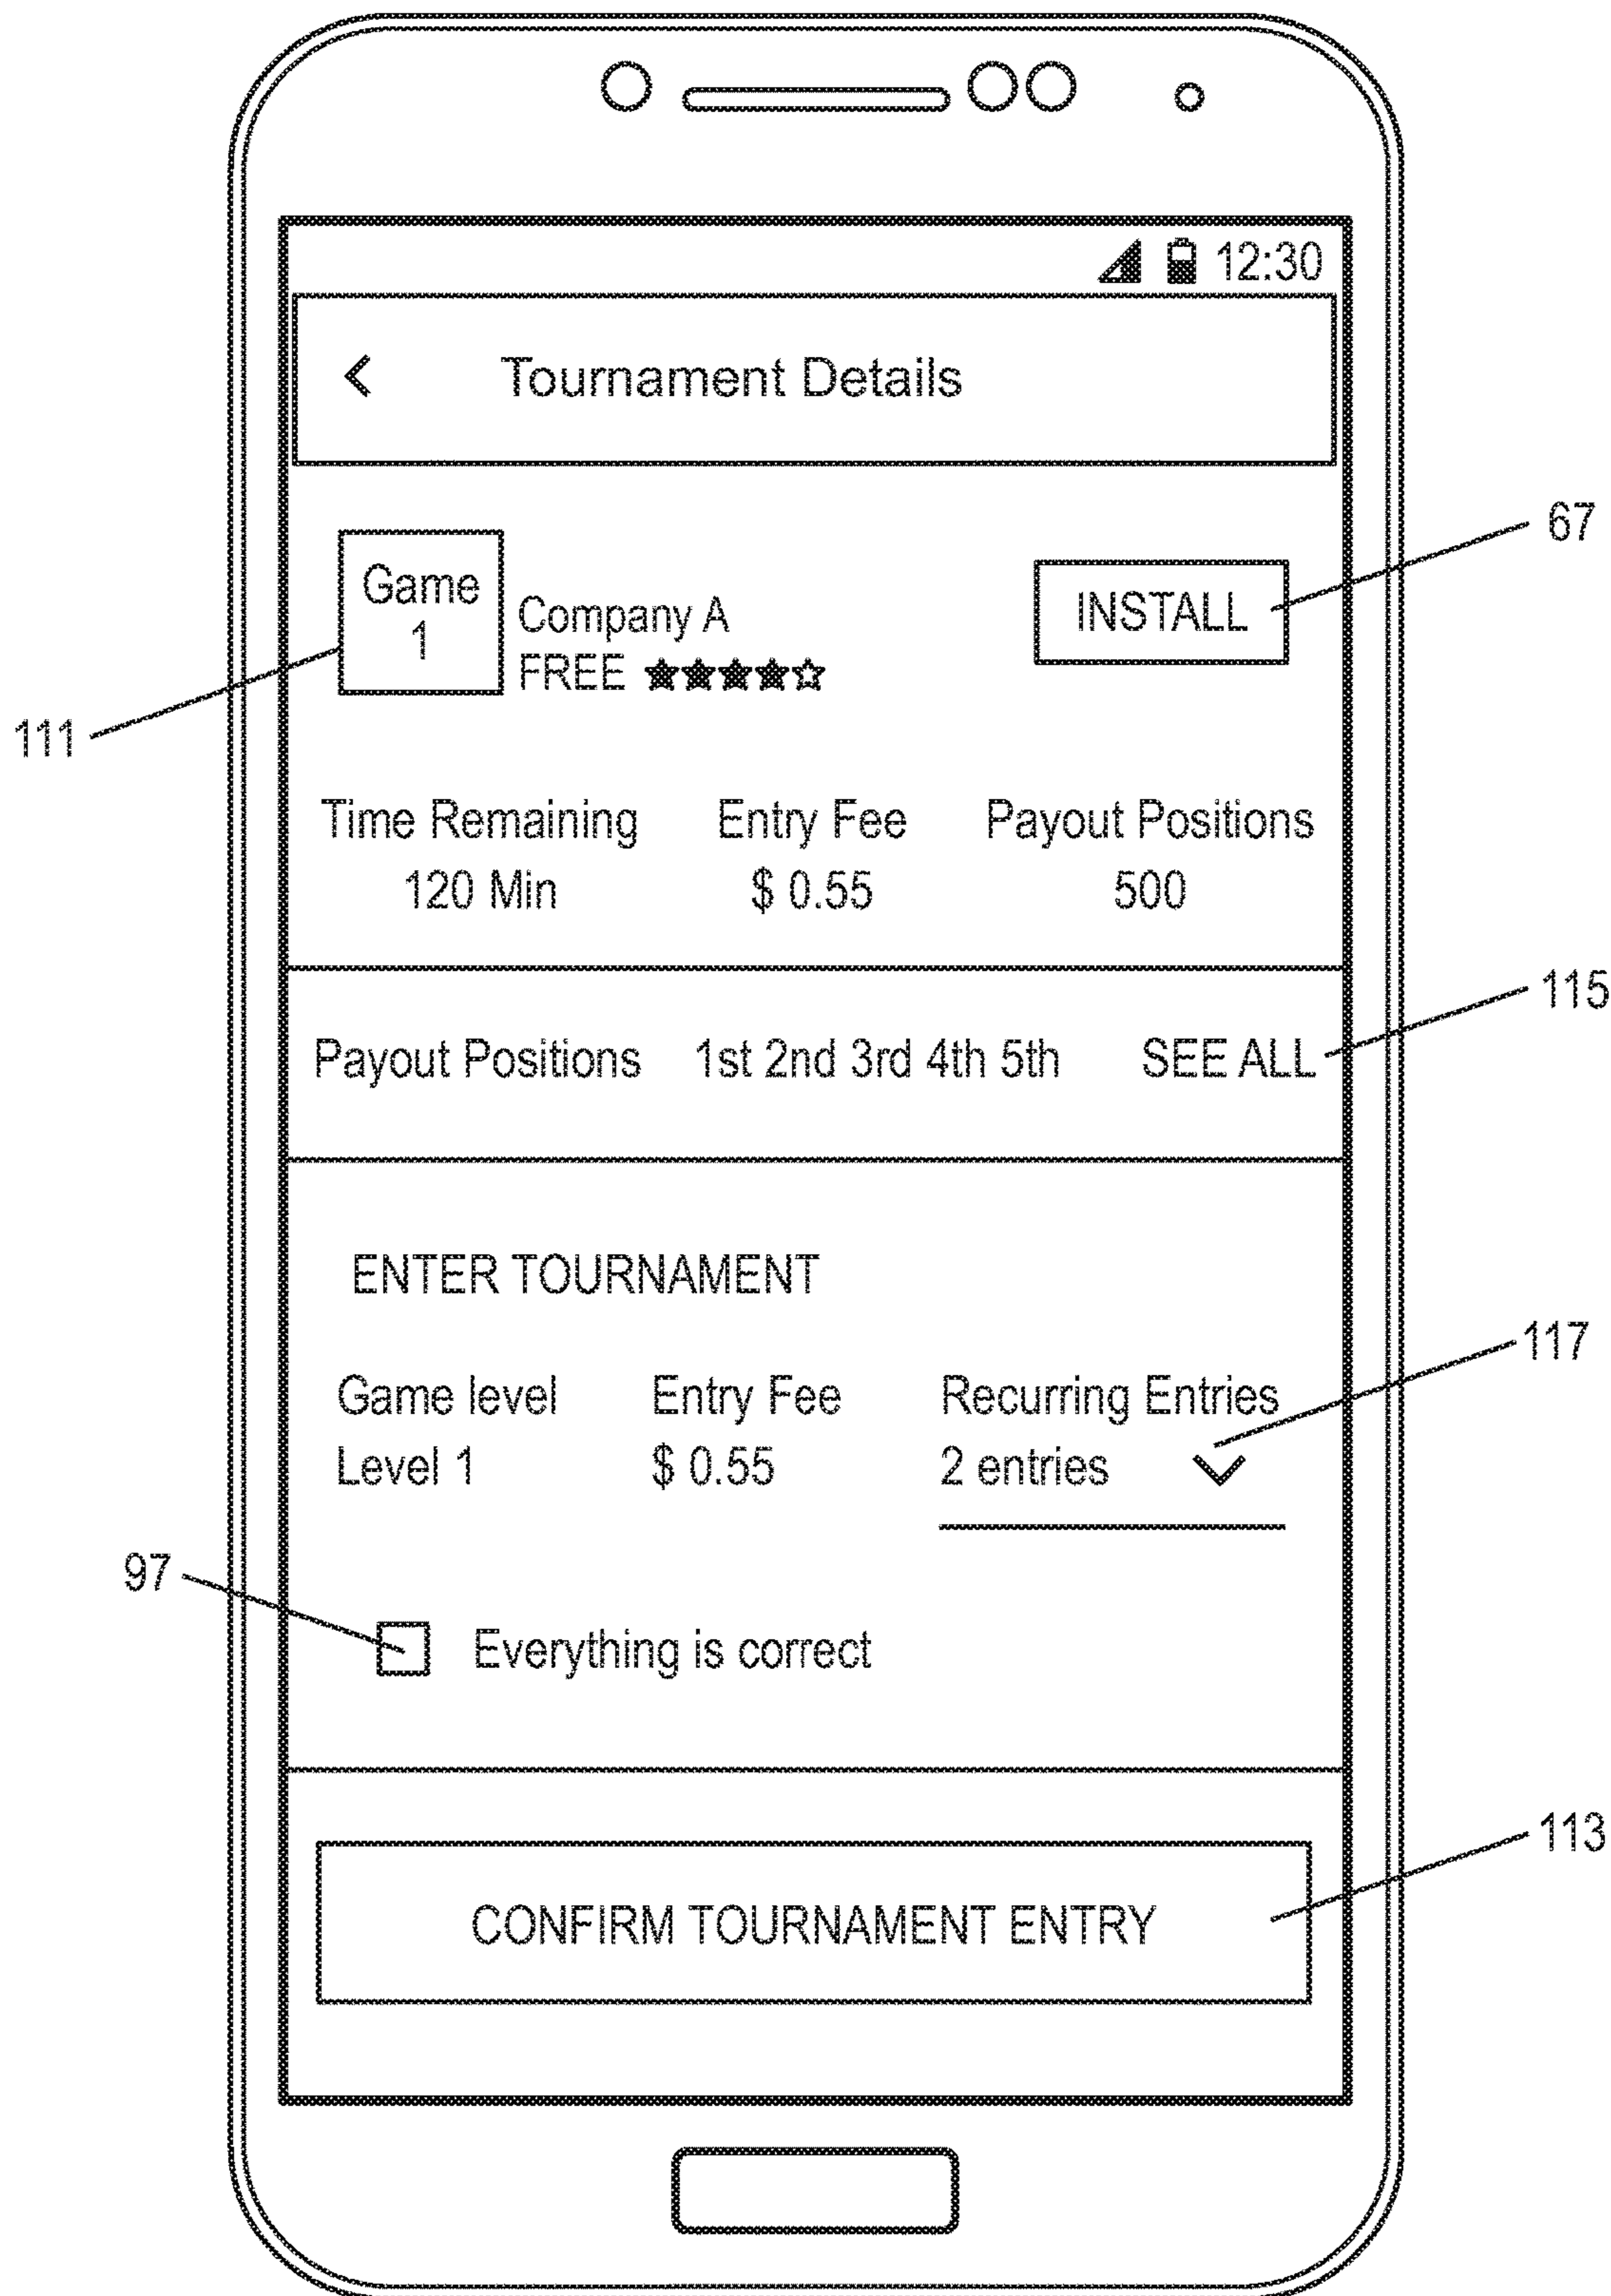 12:30
< Tournament Details
Game
1
Company A
FREE ★★★★☆
INSTALL
67
111
Time Remaining Entry Fee Payout Positions
120 Min $ 0.55 500
115
Payout Positions 1st 2nd 3rd 4th 5th SEE ALL
ENTER TOURNAMENT
117
Game level Entry Fee Recurring Entries
Level 1 $ 0.55 2 entries
97
Everything is correct
113
CONFIRM TOURNAMENT ENTRY